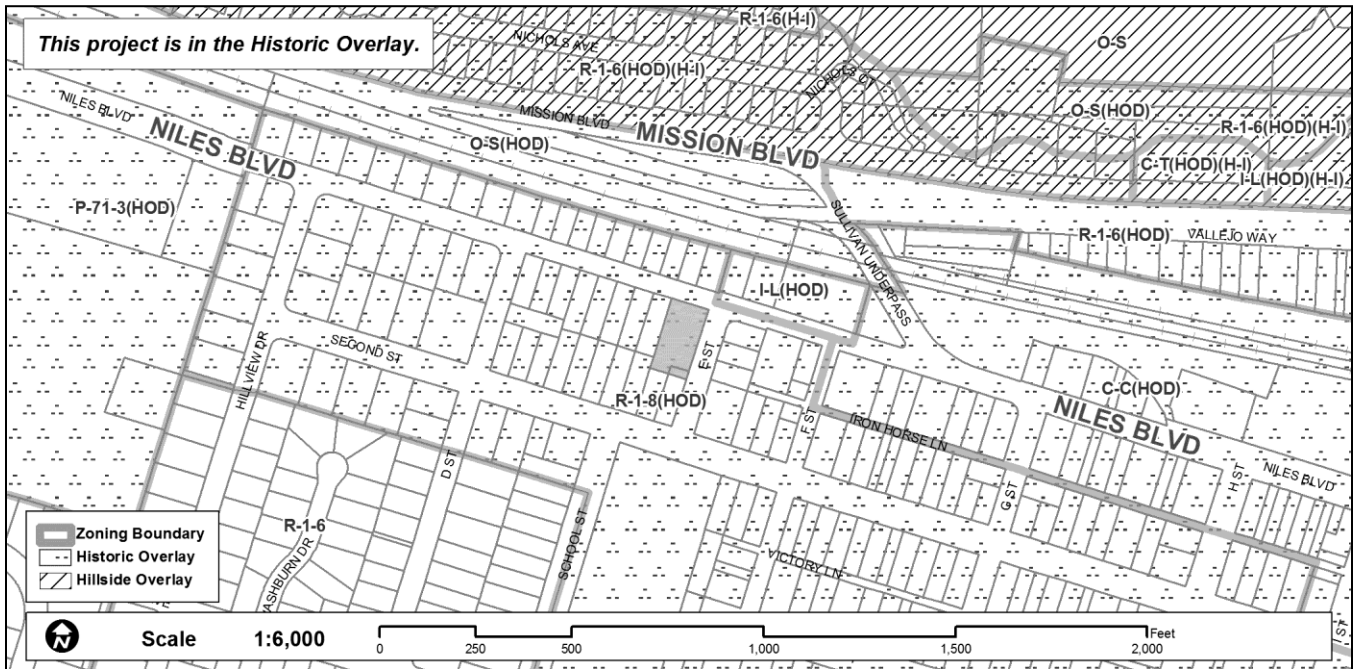 This project is in the Historic Overlay.
R-1-6(H-I)
O-S
NICHOLS AVE
R-1-6(HOD)(H-I)
NICHOLS CT
NILES BLVD
MISSION BLVD
O-S(HOD)
NILES BLVD
MISSION BLVD
R-1-6(HOD)(H-I)
O-S(HOD)
C-T(HOD)(H-I)
I-L(HOD)(H-I)
P-71-3(HOD)
SULLIVAN UNDERPASS
R-1-6(HOD)
VALLEJO WAY
I-L(HOD)
HILLVIEW DR
SECOND ST
E ST
R-1-8(HOD)
C-C(HOD)
NILES BLVD
F ST
IRON HORSE LN
D ST
G ST
H ST
NILES BLVD
R-1-6
SCHOOL ST
VICTORY LN
Zoning Boundary
Historic Overlay
Hillside Overlay
N
Scale 1:6,000
0 250 500 1,000 1,500 2,000 Feet